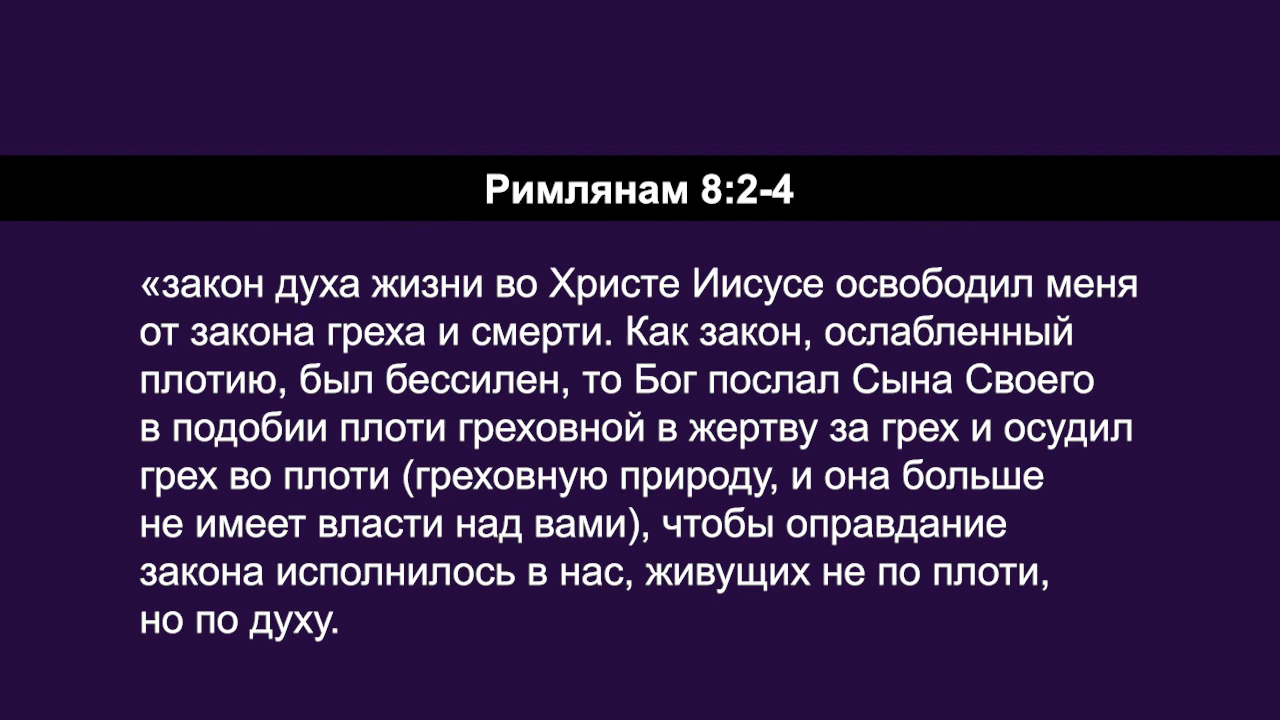 Римлянам 8:2-4
«закон духа жизни во Христе Иисусе освободил меня
от закона греха и смерти. Как закон, ослабленный
плотию, был бессилен, то Бог послал Сына Своего
в подобии плоти греховной в жертву за грех и осудил
грех во плоти (греховную природу, и она больше
не имеет власти над вами), чтобы оправдание
закона исполнилось в нас, живущих не по плоти,
но по духу.